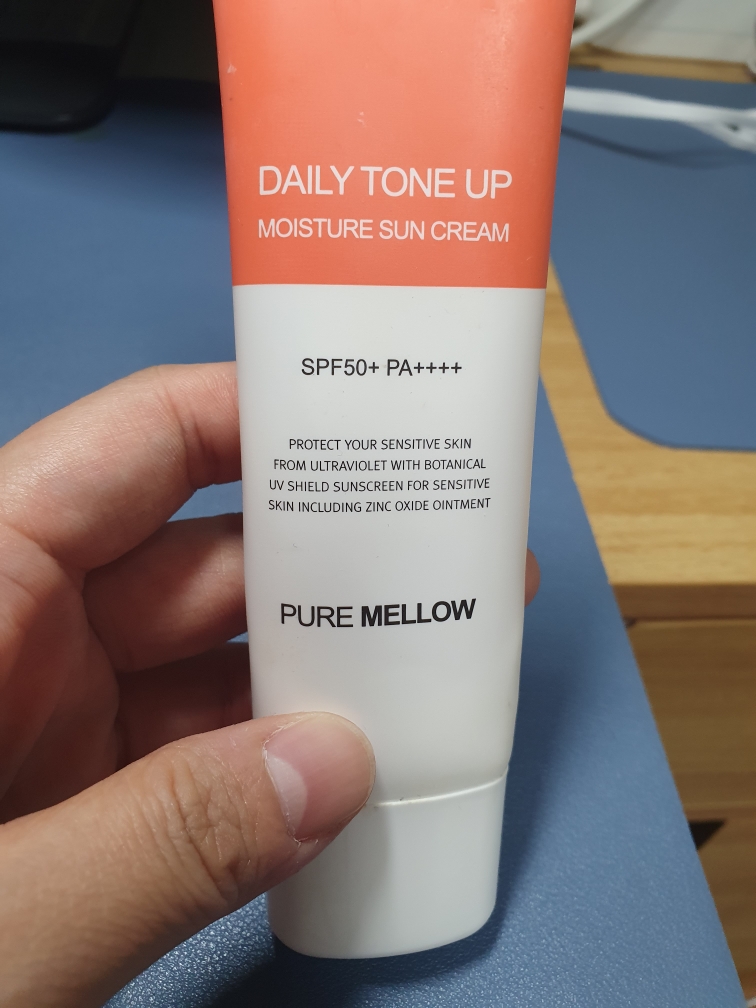 DAILY TONE UP
MOISTURE SUN CREAM
SPF50+ PA++++
PROTECT YOUR SENSITIVE SKIN
FROM ULTRAVIOLET WITH BOTANICAL
UV SHIELD SUNSCREEN FOR SENSITIVE
SKIN INCLUDING ZINC OXIDE OINTMENT
PURE MELLOW